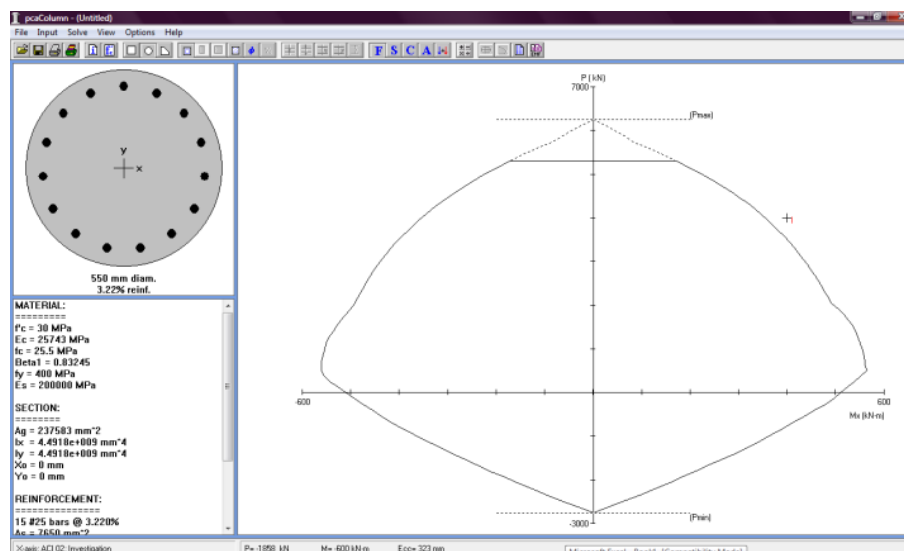 pcaColumn - (Untitled)
File Input Solve View Options Help
F S C A
y
x
550 mm diam.
3.22% reinf.
MATERIAL:
=========
f'c = 30 MPa
Ec = 25743 MPa
fc = 25.5 MPa
Beta1 = 0.83245
fy = 400 MPa
Es = 200000 MPa
SECTION:
========
Ag = 237583 mm^2
Ix = 4.4918e+009 mm^4
Iy = 4.4918e+009 mm^4
Xo = 0 mm
Yo = 0 mm
REINFORCEMENT:
===============
15 #25 bars @ 3.220%
As = 7650 mm^2
P ( kN)
7000
(Pmax)
1
-600
600
Mx (kN-m)
-3000
(Pmin)
X-axis: ACI 02: Investigation
P= -1858 kN
M= -600 kN-m
Ecc= 323 mm